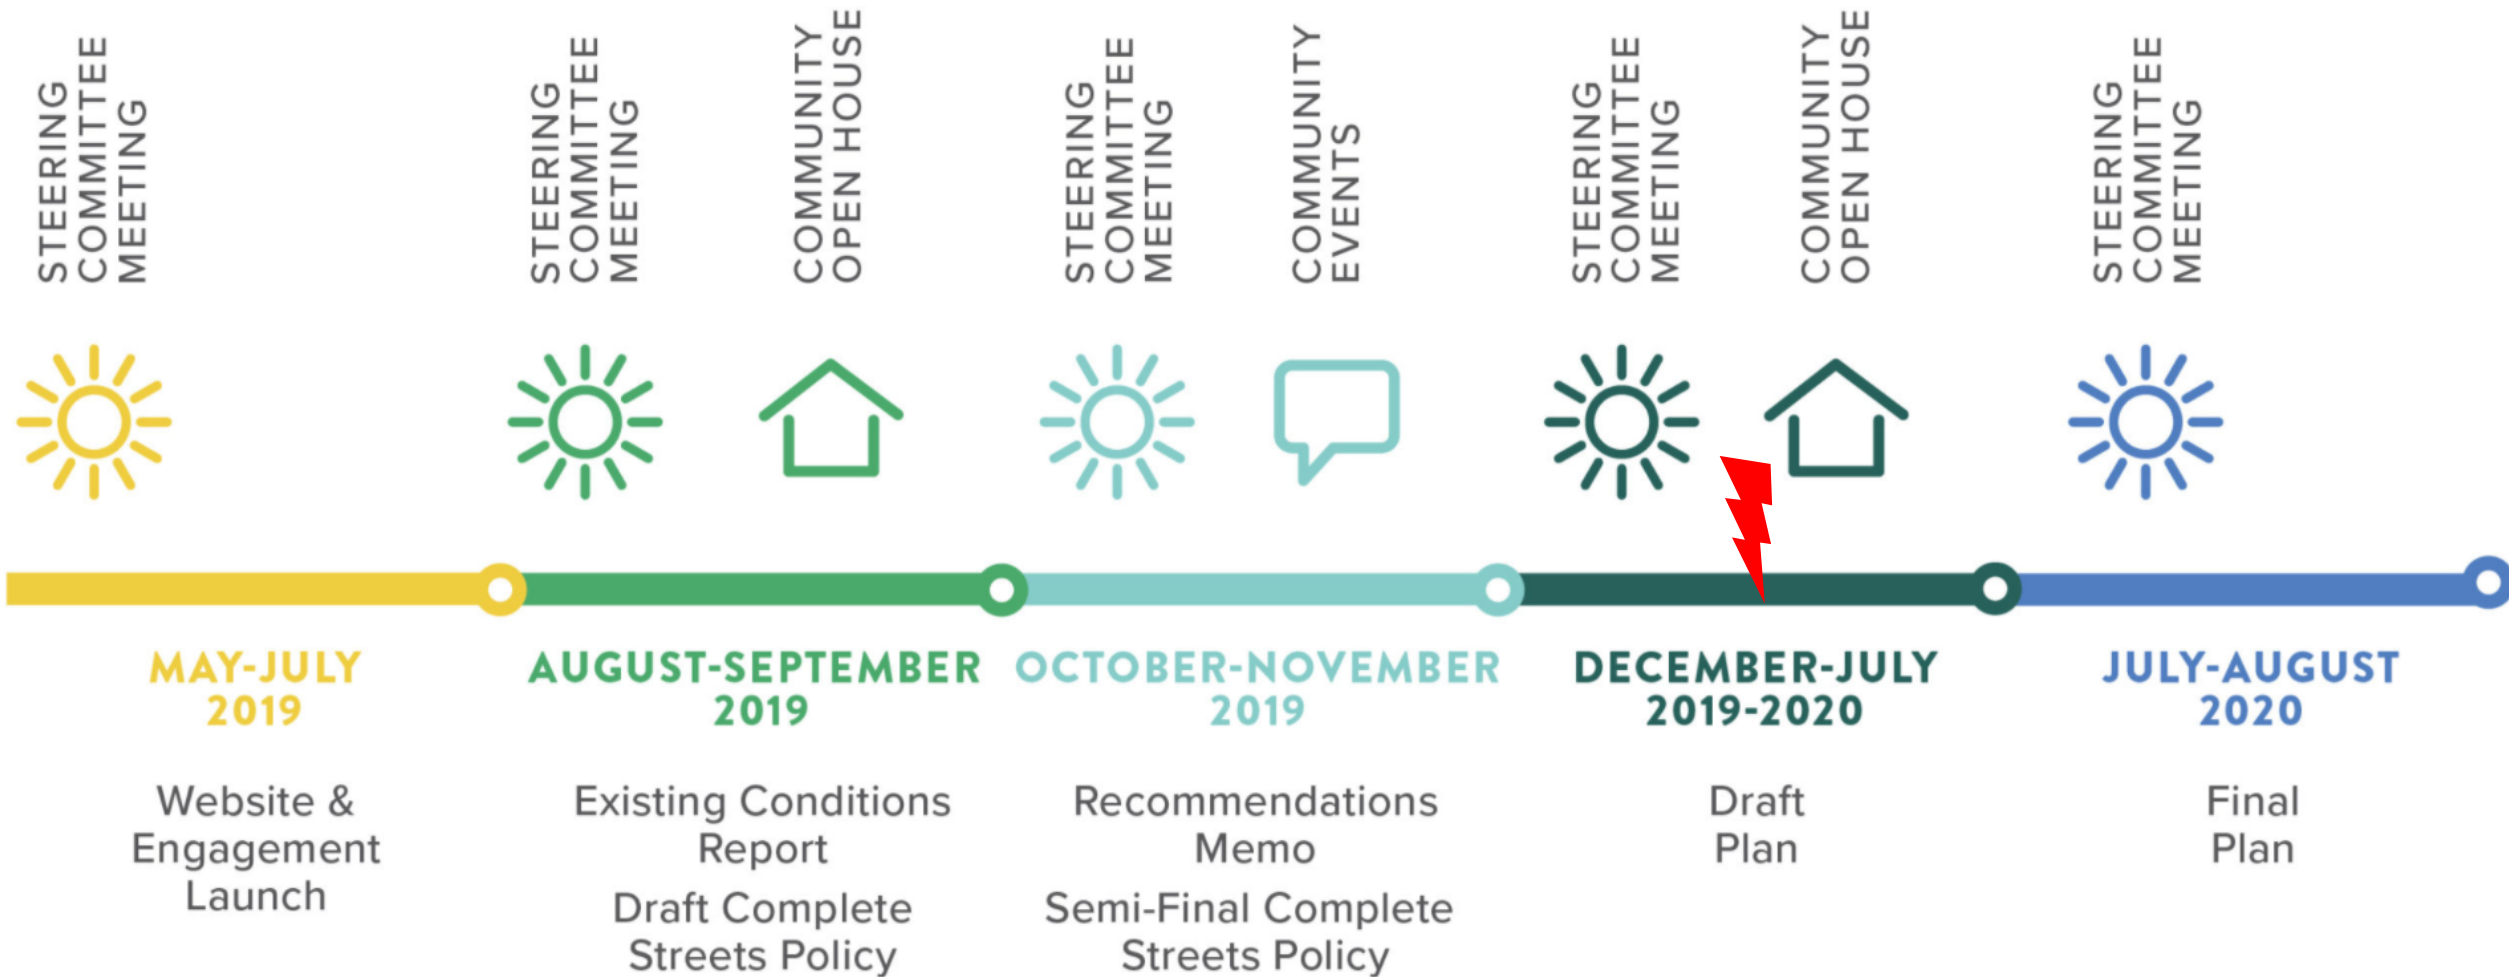 STEERING
COMMITTEE
MEETING
STEERING
COMMITTEE
MEETING
COMMUNITY
OPEN HOUSE
STEERING
COMMITTEE
MEETING
COMMUNITY
EVENTS
STEERING
COMMITTEE
MEETING
COMMUNITY
OPEN HOUSE
STEERING
COMMITTEE
MEETING
MAY-JULY
2019
Website &
Engagement
Launch
AUGUST-SEPTEMBER
2019
Existing Conditions
Report
Draft Complete
Streets Policy
OCTOBER-NOVEMBER
2019
Recommendations
Memo
Semi-Final Complete
Streets Policy
DECEMBER-JULY
2019-2020
Draft
Plan
JULY-AUGUST
2020
Final
Plan